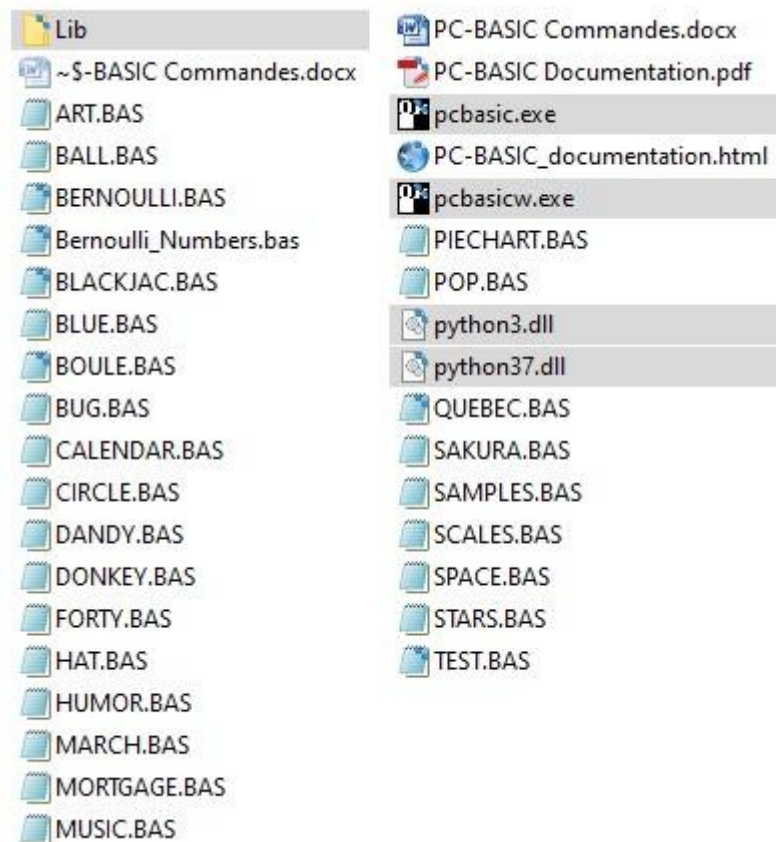 Lib
~$-BASIC Commandes.docx
ART.BAS
BALL.BAS
BERNOULLI.BAS
Bernoulli_Numbers.bas
BLACKJAC.BAS
BLUE.BAS
BOULE.BAS
BUG.BAS
CALENDAR.BAS
CIRCLE.BAS
DANDY.BAS
DONKEY.BAS
FORTY.BAS
HAT.BAS
HUMOR.BAS
MARCH.BAS
MORTGAGE.BAS
MUSIC.BAS
PC-BASIC Commandes.docx
PC-BASIC Documentation.pdf
pcbasic.exe
PC-BASIC_documentation.html
pcbasicw.exe
PIECHART.BAS
POP.BAS
python3.dll
python37.dll
QUEBEC.BAS
SAKURA.BAS
SAMPLES.BAS
SCALES.BAS
SPACE.BAS
STARS.BAS
TEST.BAS